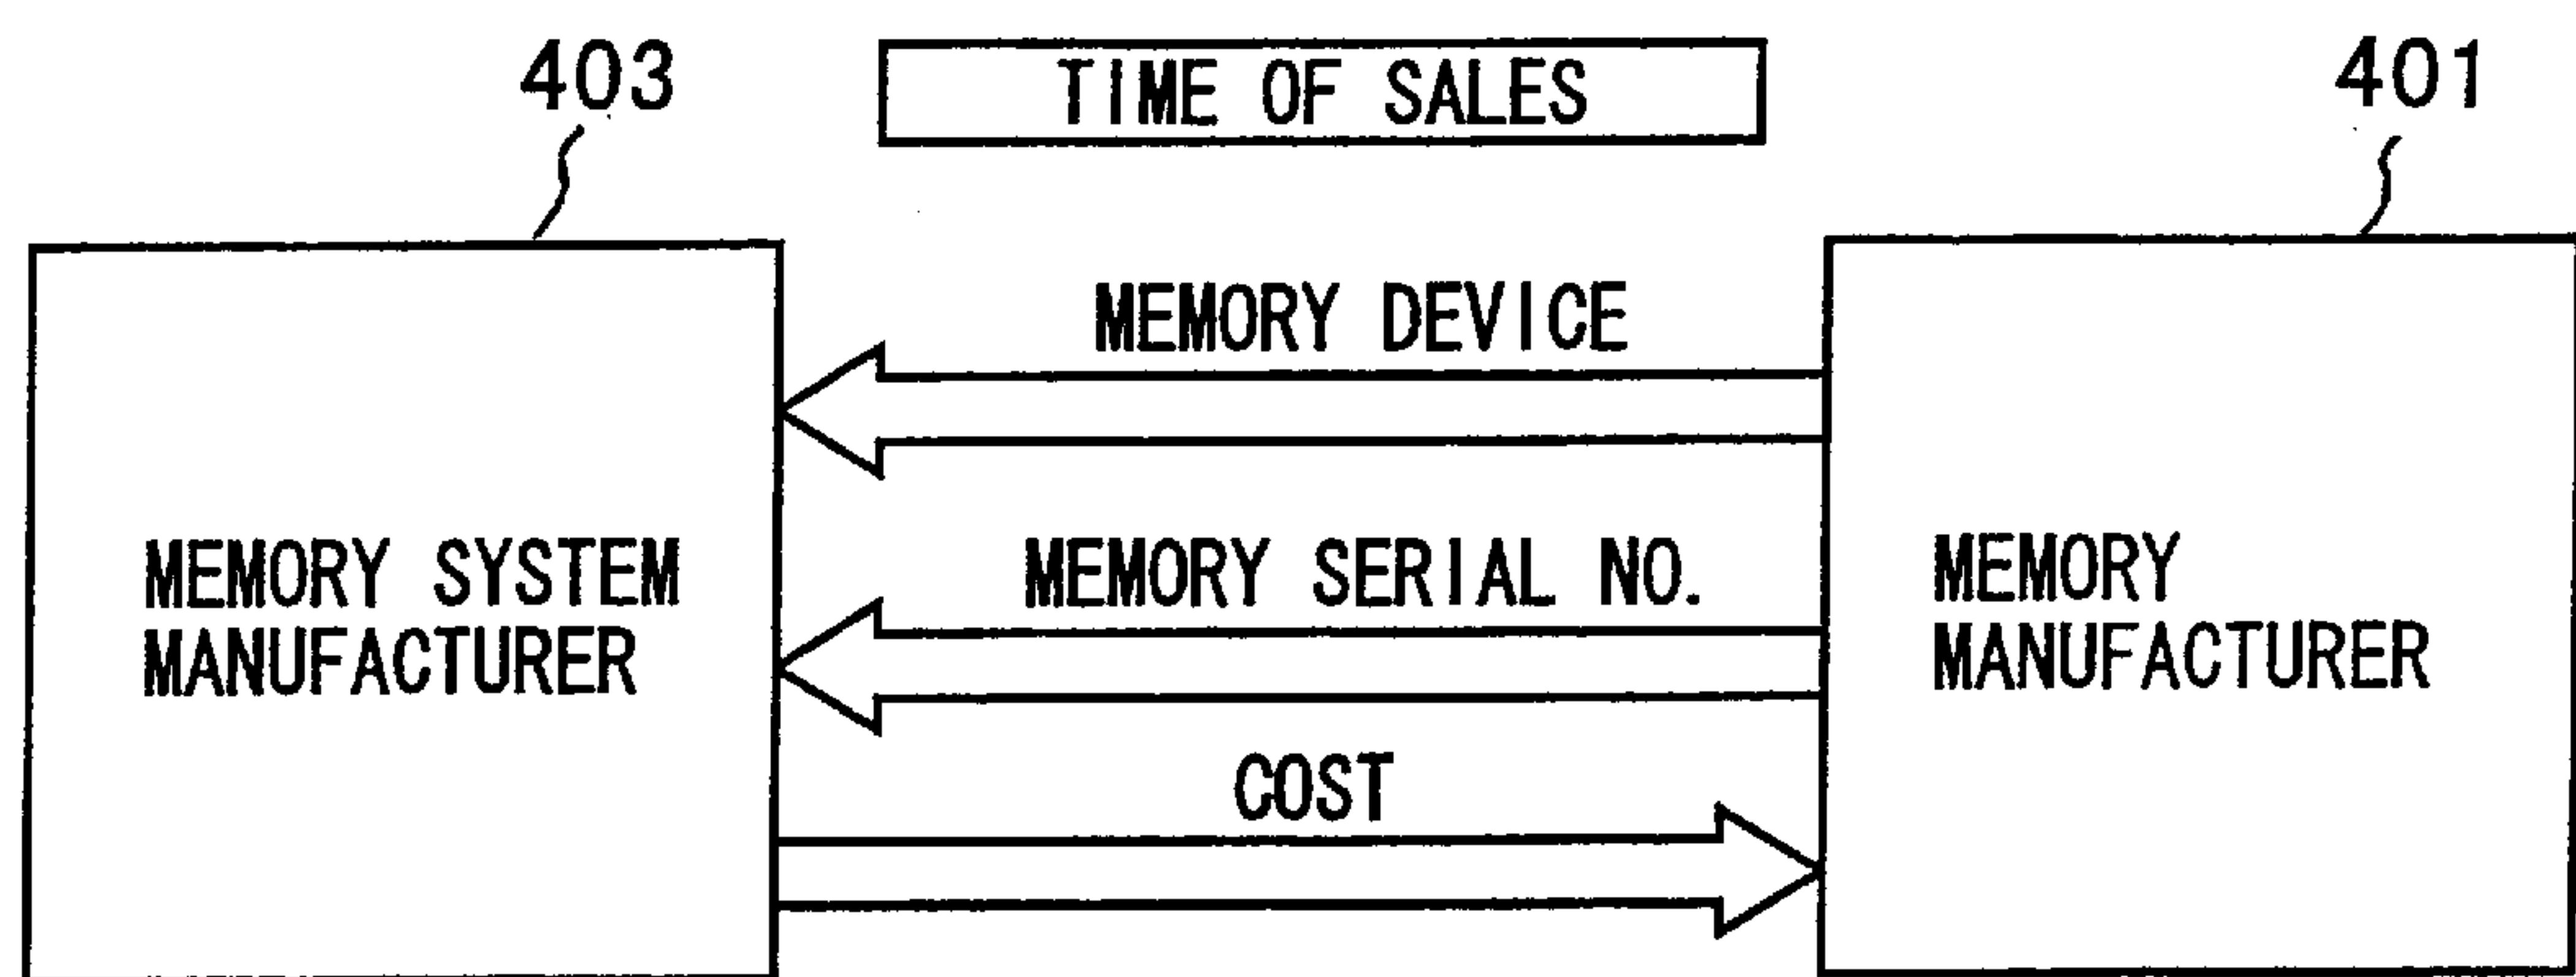 403
TIME OF SALES
401
MEMORY DEVICE
MEMORY SYSTEM
MANUFACTURER
MEMORY SERIAL NO.
MEMORY
MANUFACTURER
COST